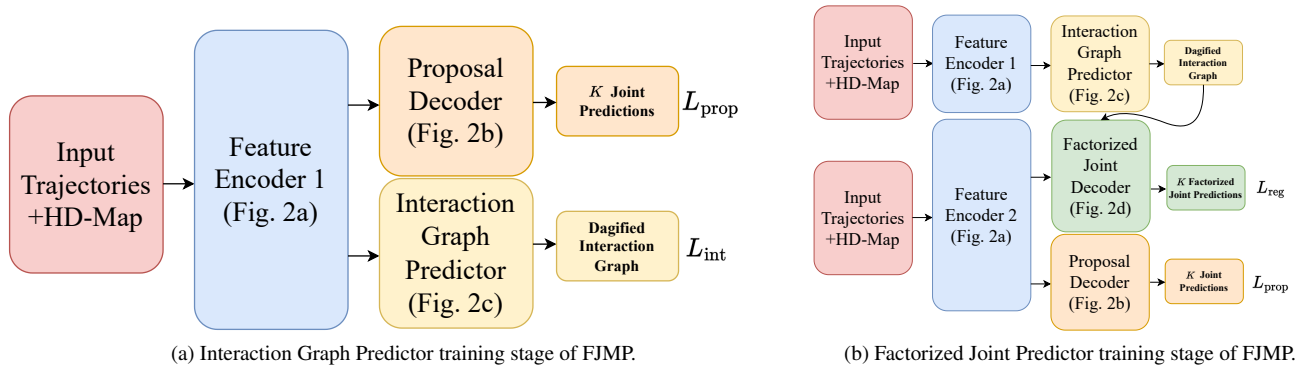 Input
Trajectories
+HD-Map
Feature
Encoder 1
(Fig. 2a)
Proposal
Decoder
(Fig. 2b)
K Joint
Predictions
L_prop
Interaction
Graph
Predictor
(Fig. 2c)
Dagified
Interaction
Graph
L_int
(a) Interaction Graph Predictor training stage of FJMP.
Input
Trajectories
+HD-Map
Feature
Encoder 1
(Fig. 2a)
Interaction
Graph
Predictor
(Fig. 2c)
Dagified
Interaction
Graph
Input
Trajectories
+HD-Map
Feature
Encoder 2
(Fig. 2a)
Factorized
Joint
Decoder
(Fig. 2d)
K Factorized
Joint Predictions
L_reg
Proposal
Decoder
(Fig. 2b)
K Joint
Predictions
L_prop
(b) Factorized Joint Predictor training stage of FJMP.